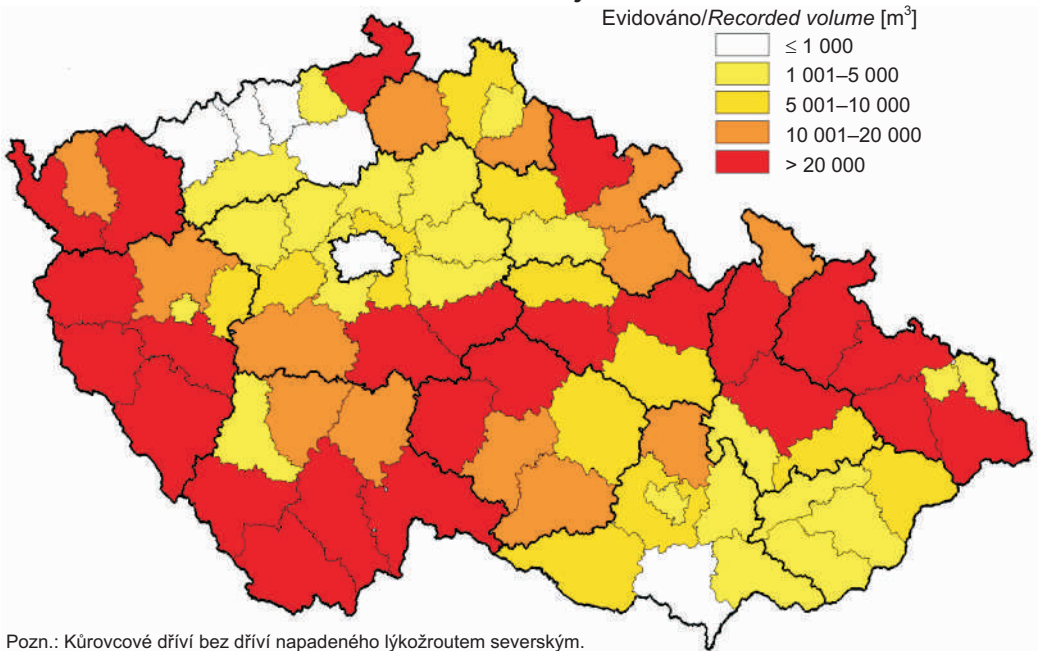 Evidováno/Recorded volume [m³]
≤ 1 000
1 001–5 000
5 001–10 000
10 001–20 000
> 20 000
Pozn.: Kůrovcové dříví bez dříví napadeného lýkožroutem severským.